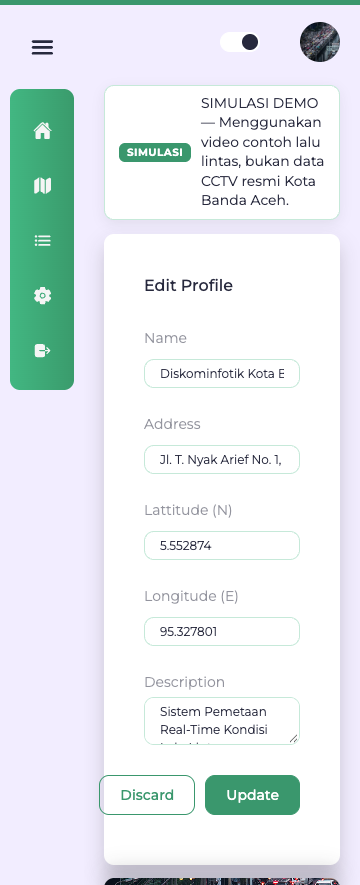 SIMULASI
SIMULASI DEMO
— Menggunakan
video contoh lalu
lintas, bukan data
CCTV resmi Kota
Banda Aceh.
Edit Profile
Name
Diskominfotik Kota
Address
Jl. T. Nyak Arief No. 1,
Lattitude (N)
5.552874
Longitude (E)
95.327801
Description
Sistem Pemetaan
Real-Time Kondisi
Discard
Update